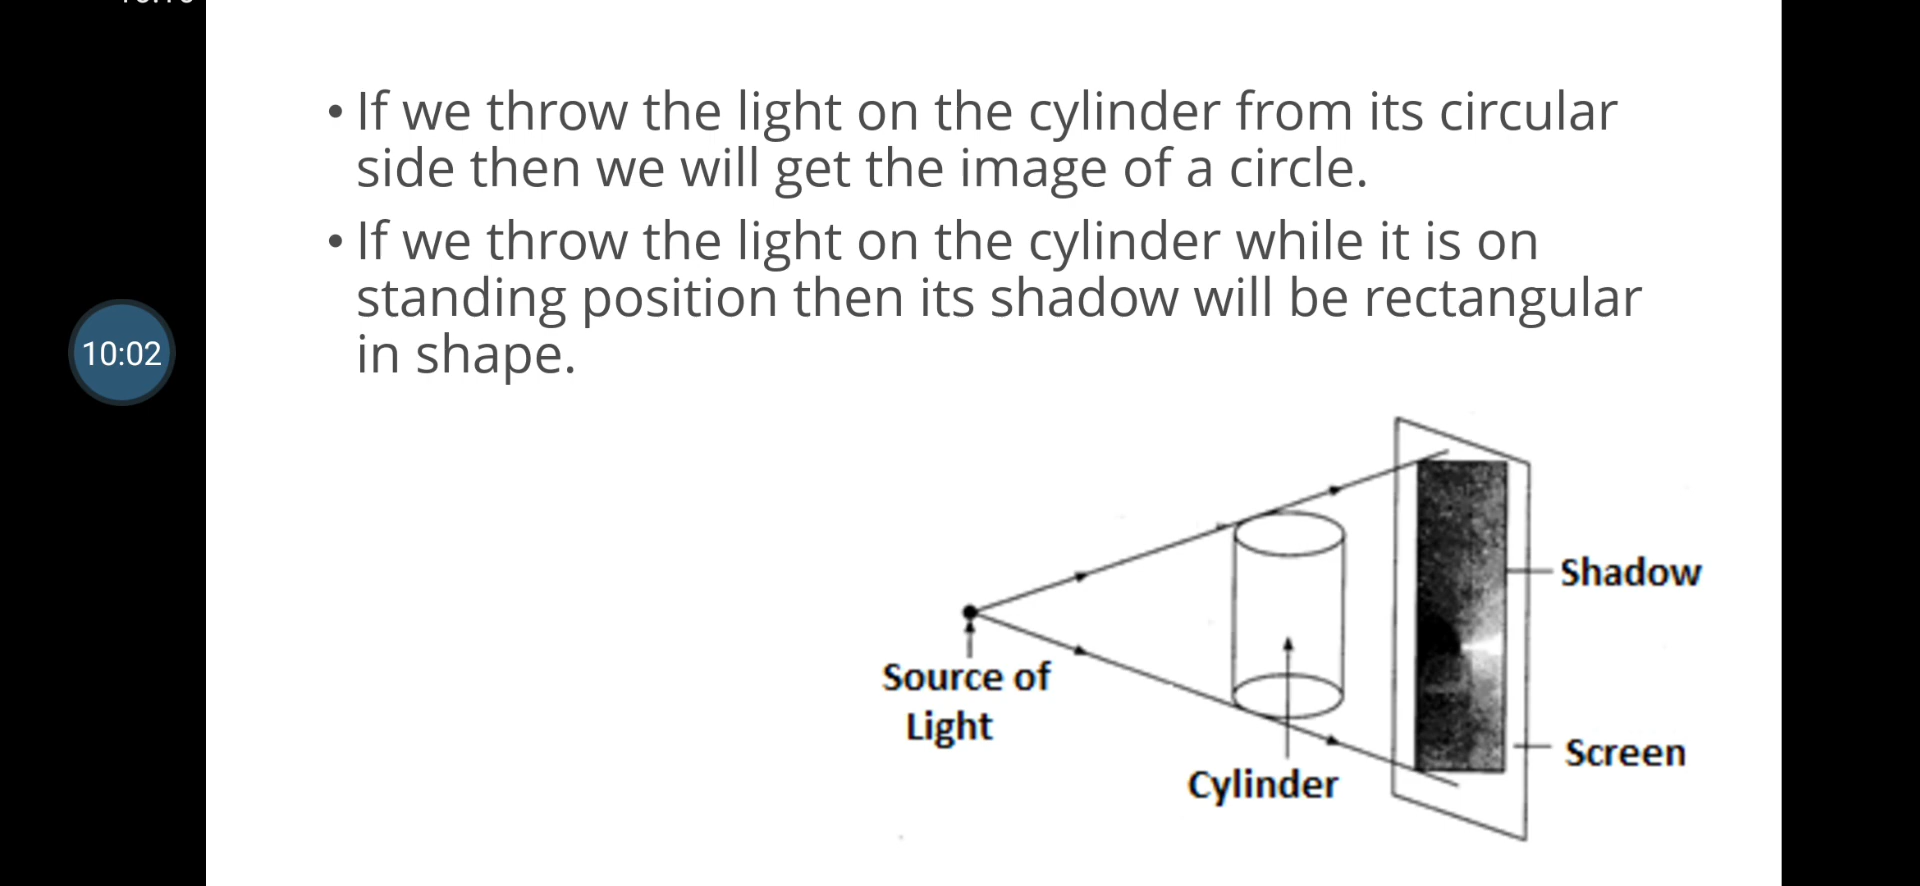 10:02
• If we throw the light on the cylinder from its circular
side then we will get the image of a circle.
• If we throw the light on the cylinder while it is on
standing position then its shadow will be rectangular
in shape.
Shadow
Source of
Light
Screen
Cylinder